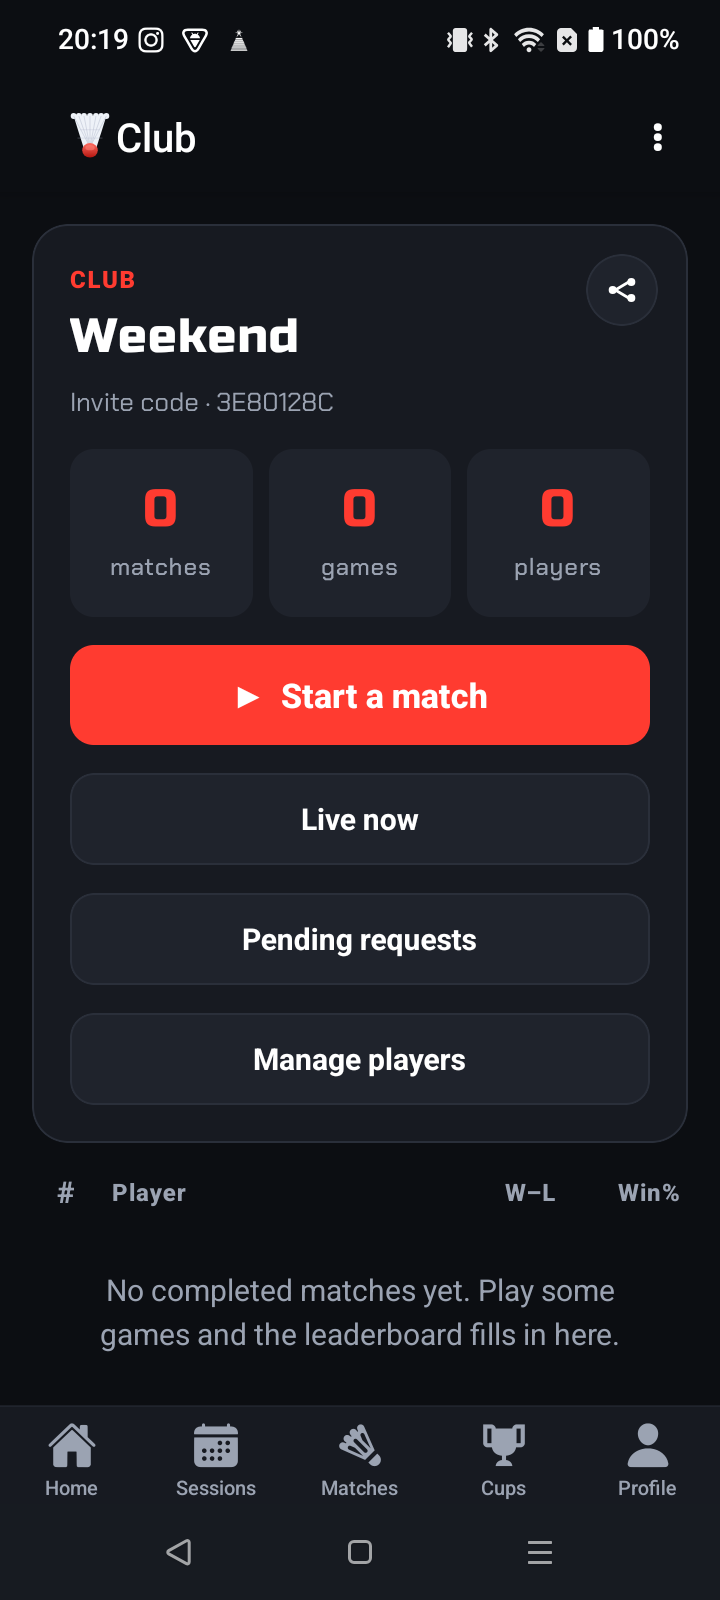 20:19 100%
Club
CLUB
Weekend
Invite code · 3E80128C
0 0 0
matches games players
Start a match
Live now
Pending requests
Manage players
# Player W–L Win%
No completed matches yet. Play some
games and the leaderboard fills in here.
Home Sessions Matches Cups Profile